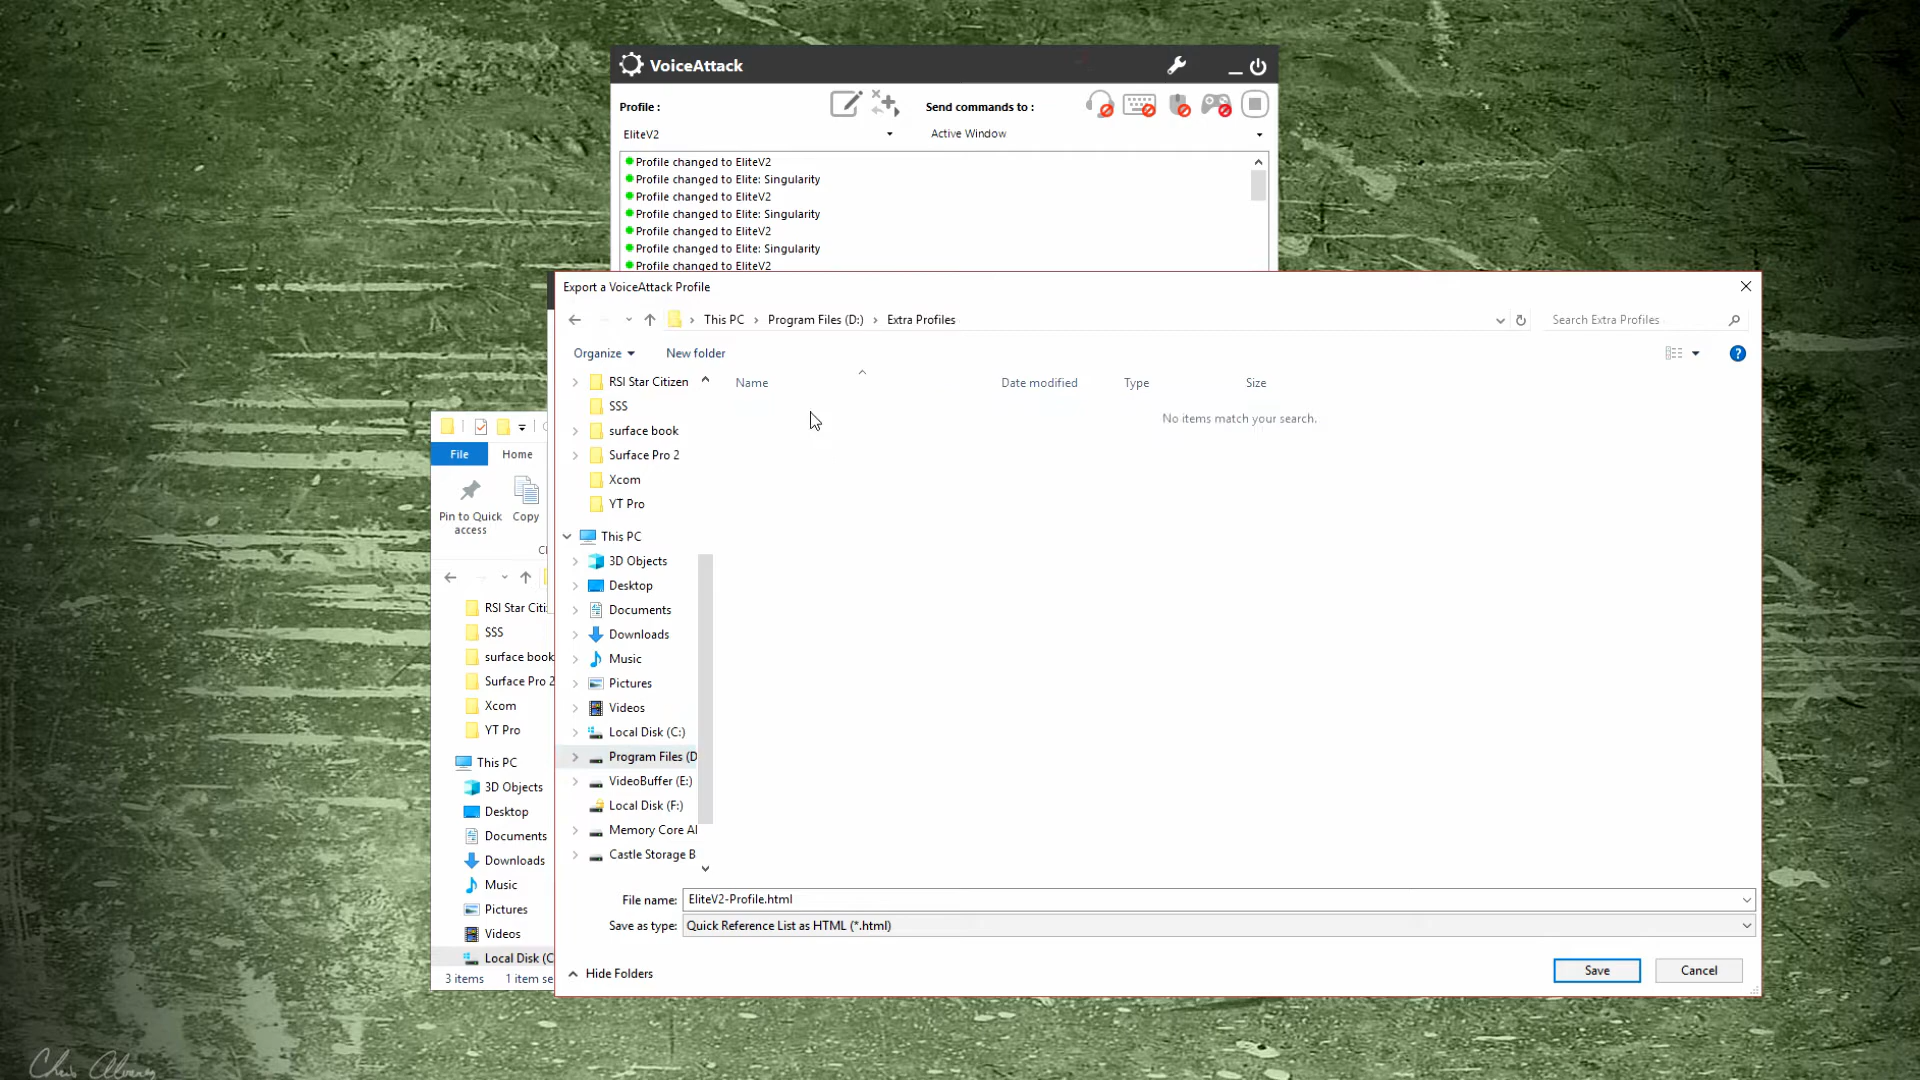 VoiceAttack
Profile :
Send commands to :
EliteV2
Active Window
Profile changed to EliteV2
Profile changed to Elite: Singularity
Profile changed to EliteV2
Profile changed to Elite: Singularity
Profile changed to EliteV2
Profile changed to Elite: Singularity
Profile changed to EliteV2
Export a VoiceAttack Profile
This PC
Program Files (D:)
Extra Profiles
Search Extra Profiles
Organize
New folder
?
Name
Date modified
Type
Size
No items match your search.
RSI Star Citizen
SSS
surface book
Surface Pro 2
Xcom
YT Pro
This PC
3D Objects
Desktop
Documents
Downloads
Music
Pictures
Videos
Local Disk (C:)
Program Files (D
VideoBuffer (E:)
Local Disk (F:)
Memory Core Al
Castle Storage B
File name:
EliteV2-Profile.html
Save as type:
Quick Reference List as HTML (*.html)
Hide Folders
Save
Cancel
File
Home
Pin to Quick
access
Copy
RSI Star Citi
SSS
surface book
Surface Pro 2
Xcom
YT Pro
This PC
3D Objects
Desktop
Documents
Downloads
Music
Pictures
Videos
Local Disk (C
3 items
1 item se